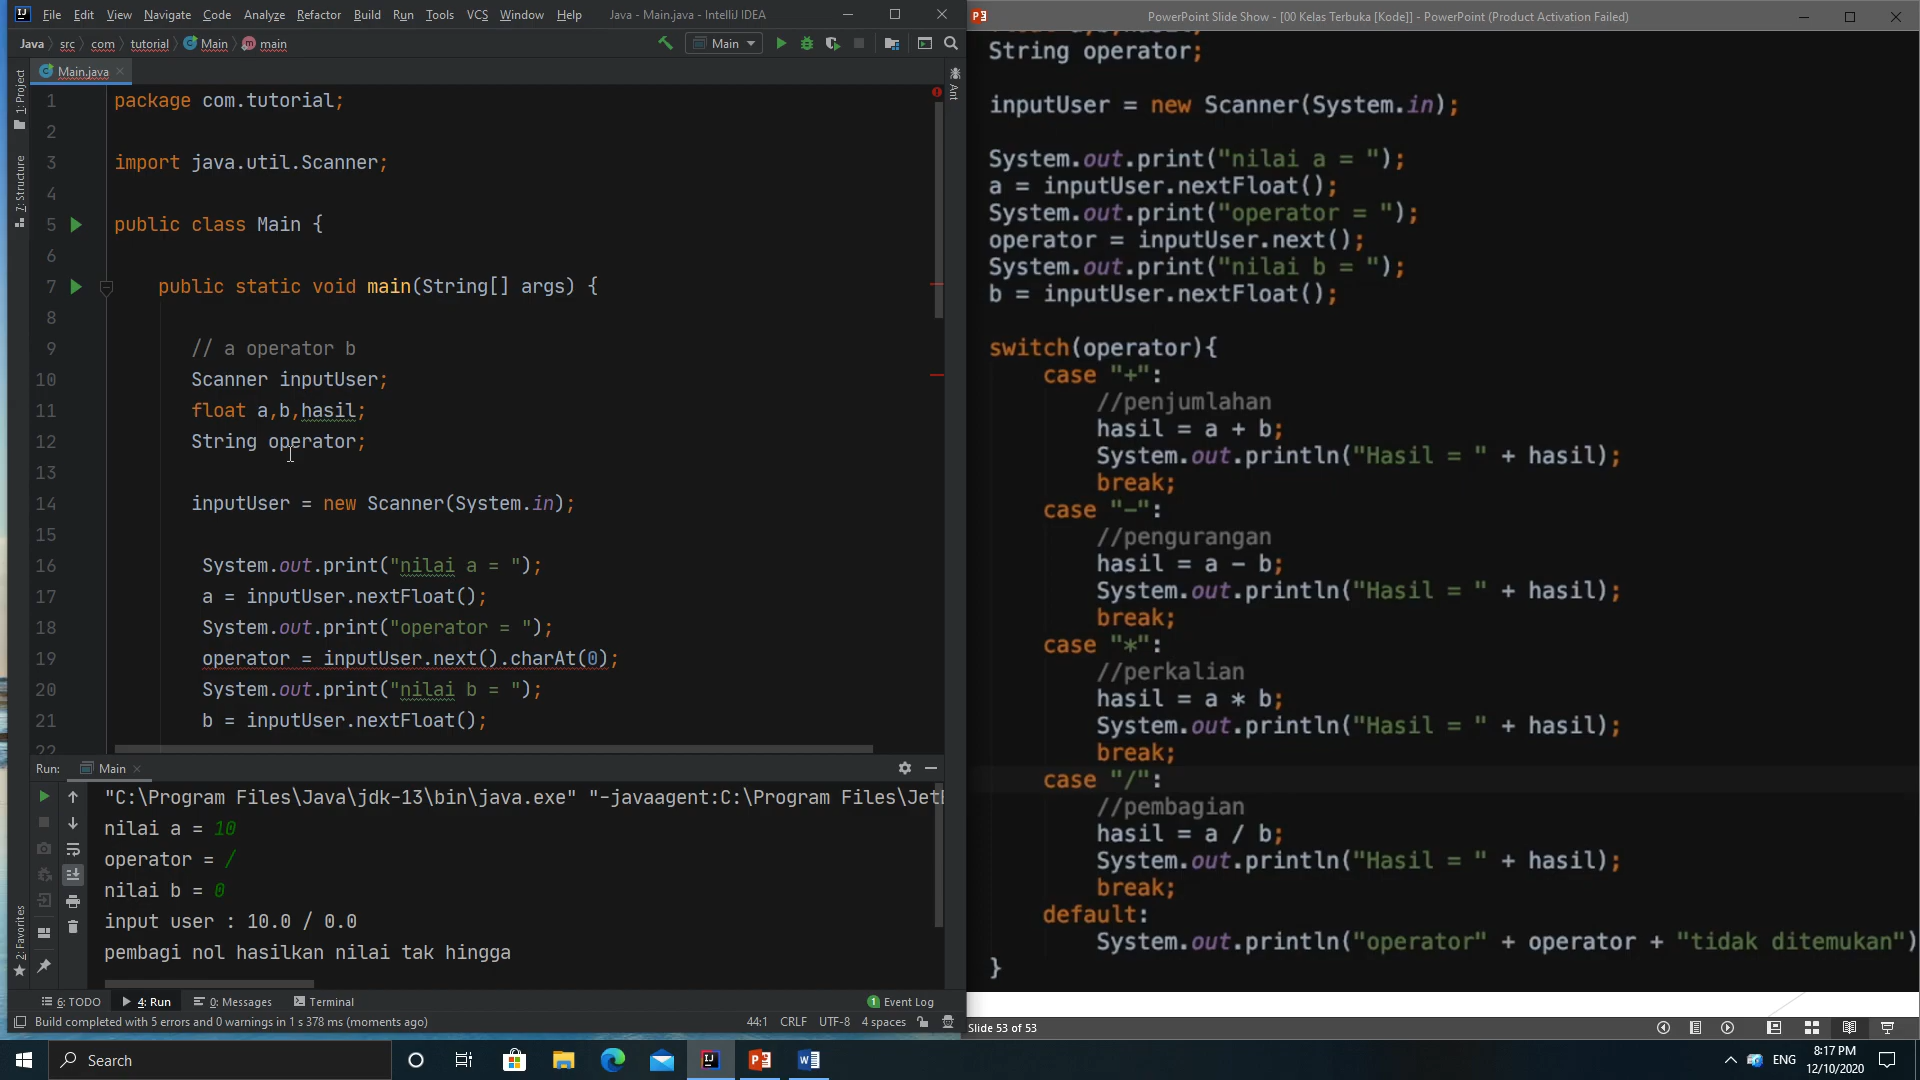 File Edit View Navigate Code Analyze Refactor Build Run Tools VCS Window Help Java - Main.java - IntelliJ IDEA
Java src com tutorial Main main
Main
Main.java
1: Project
7: Structure
2: Favorites
Ant
1 package com.tutorial;
2
3 import java.util.Scanner;
4
5 public class Main {
6
7 public static void main(String[] args) {
8
9 // a operator b
10 Scanner inputUser;
11 float a,b,hasil;
12 String operator;
13
14 inputUser = new Scanner(System.in);
15
16 System.out.print("nilai a = ");
17 a = inputUser.nextFloat();
18 System.out.print("operator = ");
19 operator = inputUser.next().charAt(0);
20 System.out.print("nilai b = ");
21 b = inputUser.nextFloat();
22
Run: Main
"C:\Program Files\Java\jdk-13\bin\java.exe" "-javaagent:C:\Program Files\Jet
nilai a = 10
operator = /
nilai b = 0
input user : 10.0 / 0.0
pembagi nol hasilkan nilai tak hingga
6: TODO 4: Run 0: Messages Terminal 1 Event Log
Build completed with 5 errors and 0 warnings in 1 s 378 ms (moments ago) 44:1 CRLF UTF-8 4 spaces
PowerPoint Slide Show - [00 Kelas Terbuka [Kode]] - PowerPoint (Product Activation Failed)
String operator;
inputUser = new Scanner(System.in);
System.out.print("nilai a = ");
a = inputUser.nextFloat();
System.out.print("operator = ");
operator = inputUser.next();
System.out.print("nilai b = ");
b = inputUser.nextFloat();
switch(operator){
case "+":
//penjumlahan
hasil = a + b;
System.out.println("Hasil = " + hasil);
break;
case "-":
//pengurangan
hasil = a - b;
System.out.println("Hasil = " + hasil);
break;
case "*":
//perkalian
hasil = a * b;
System.out.println("Hasil = " + hasil);
break;
case "/":
//pembagian
hasil = a / b;
System.out.println("Hasil = " + hasil);
break;
default:
System.out.println("operator" + operator + "tidak ditemukan")
}
Slide 53 of 53
Search
ENG
8:17 PM
12/10/2020